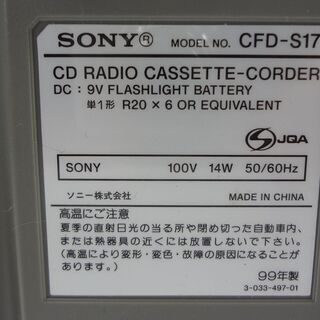 SONY® MODEL NO. CFD-S17
CD RADIO CASSETTE-CORDER
DC : 9V FLASHLIGHT BATTERY
単1形 R20 × 6 OR EQUIVALENT
JQA
SONY 100V 14W 50/60Hz
ソニー株式会社 MADE IN CHINA
高温にご注意
夏季の直射日光の当る所や閉め切った自動車内、
または熱器具の近くには放置しないで下さい。
(高温により変形・変色・故障の原因になることが
あります。)
99年製
3-033-497-01